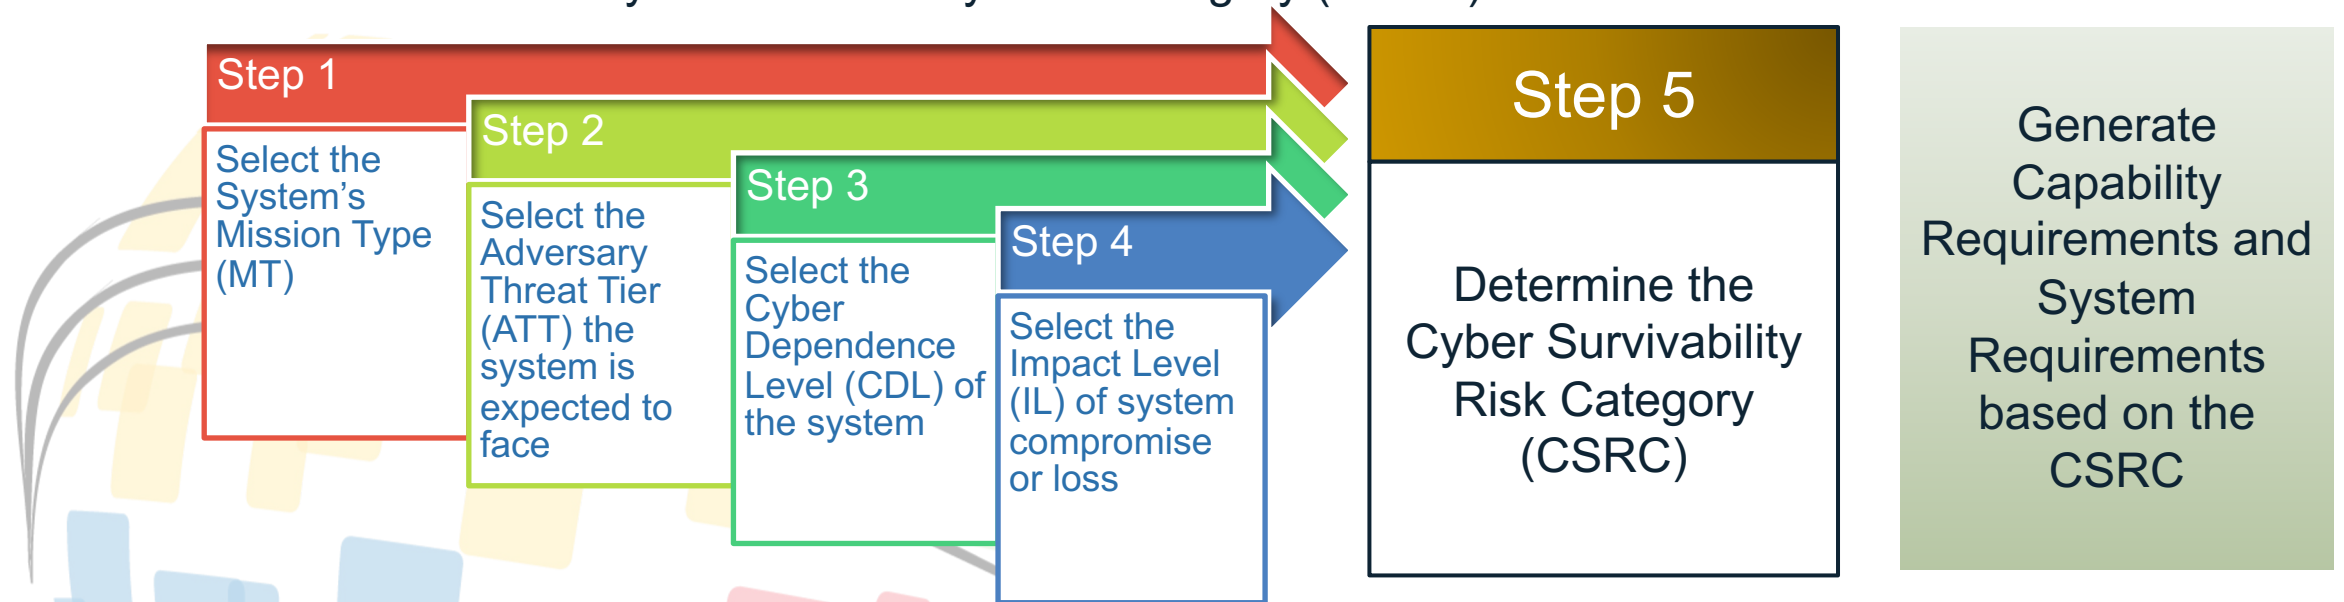 Step 1
Select the
System's
Mission Type
(MT)
Step 2
Select the
Adversary
Threat Tier
(ATT) the
system is
expected to
face
Step 3
Select the
Cyber
Dependence
Level (CDL) of
the system
Step 4
Select the
Impact Level
(IL) of system
compromise
or loss
Step 5
Determine the
Cyber Survivability
Risk Category
(CSRC)
Generate
Capability
Requirements and
System
Requirements
based on the
CSRC